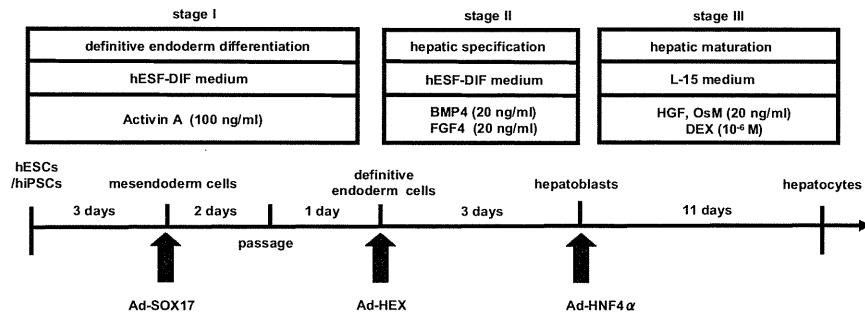 stage I
stage II
stage III
definitive endoderm differentiation
hepatic specification
hepatic maturation
hESF-DIF medium
hESF-DIF medium
L-15 medium
Activin A (100 ng/ml)
BMP4 (20 ng/ml)
FGF4 (20 ng/ml)
HGF, OsM (20 ng/ml)
DEX (10⁻⁶ M)
hESCs
/hiPSCs
mesendoderm cells
definitive
endoderm cells
hepatoblasts
hepatocytes
3 days
2 days
1 day
3 days
11 days
passage
Ad-SOX17
Ad-HEX
Ad-HNF4α